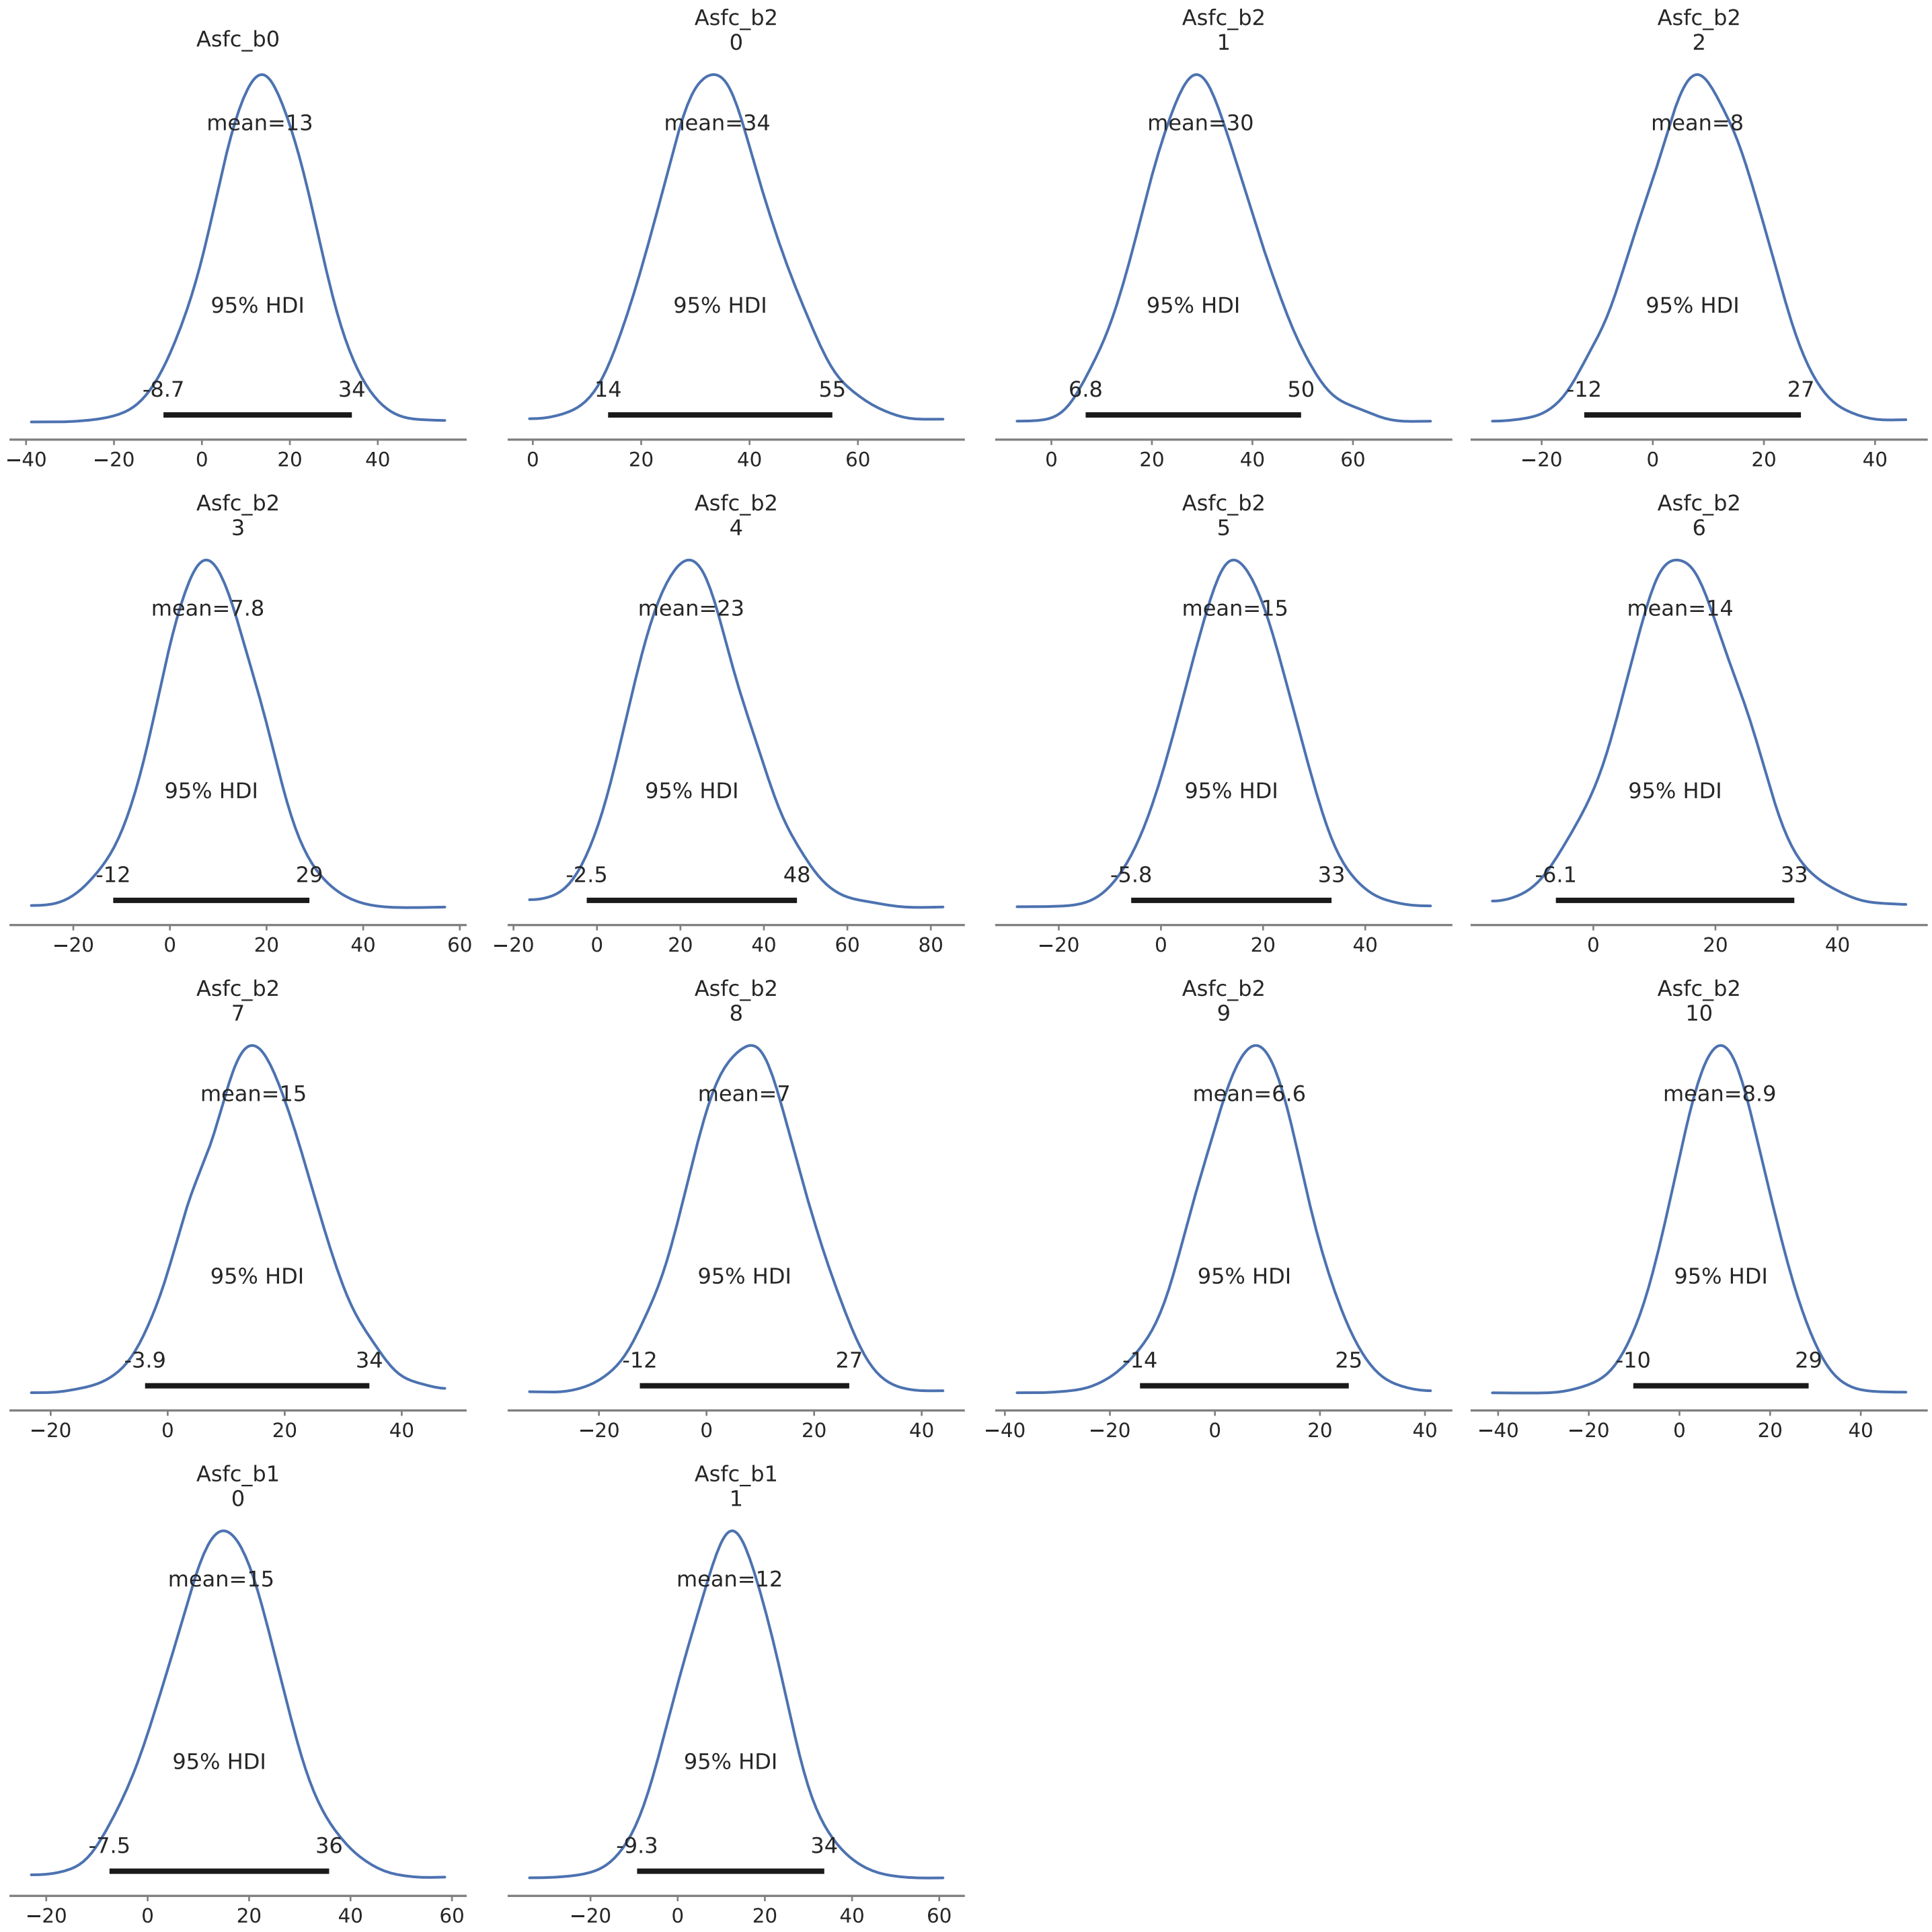 Asfc_b0
mean=13
95% HDI
-8.7 34
−40 −20 0 20 40
Asfc_b2
0
mean=34
95% HDI
14 55
0 20 40 60
Asfc_b2
1
mean=30
95% HDI
6.8 50
0 20 40 60
Asfc_b2
2
mean=8
95% HDI
-12 27
−20 0 20 40
Asfc_b2
3
mean=7.8
95% HDI
-12 29
−20 0 20 40 60
Asfc_b2
4
mean=23
95% HDI
-2.5 48
−20 0 20 40 60 80
Asfc_b2
5
mean=15
95% HDI
-5.8 33
−20 0 20 40
Asfc_b2
6
mean=14
95% HDI
-6.1 33
0 20 40
Asfc_b2
7
mean=15
95% HDI
-3.9 34
−20 0 20 40
Asfc_b2
8
mean=7
95% HDI
-12 27
−20 0 20 40
Asfc_b2
9
mean=6.6
95% HDI
-14 25
−40 −20 0 20 40
Asfc_b2
10
mean=8.9
95% HDI
-10 29
−40 −20 0 20 40
Asfc_b1
0
mean=15
95% HDI
-7.5 36
−20 0 20 40 60
Asfc_b1
1
mean=12
95% HDI
-9.3 34
−20 0 20 40 60